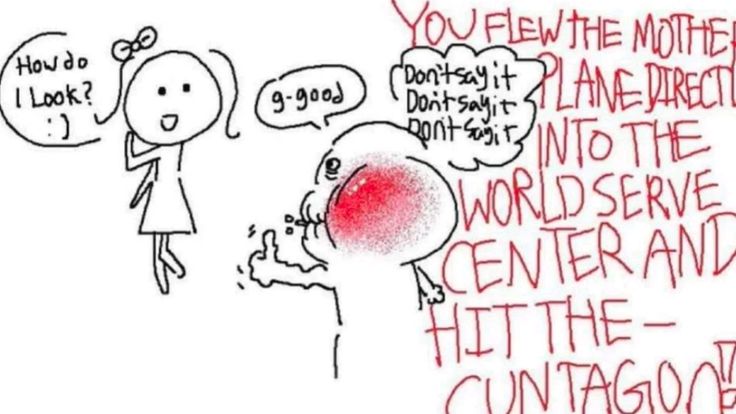 How do
I Look?
:)
g-good
Don't say it
Dont say it
Dont say it
YOU FLEW THE MOTHE
PLANE DIRECT
INTO THE
WORLD SERVE
CENTER AND
HIT THE —
CUNTAGO